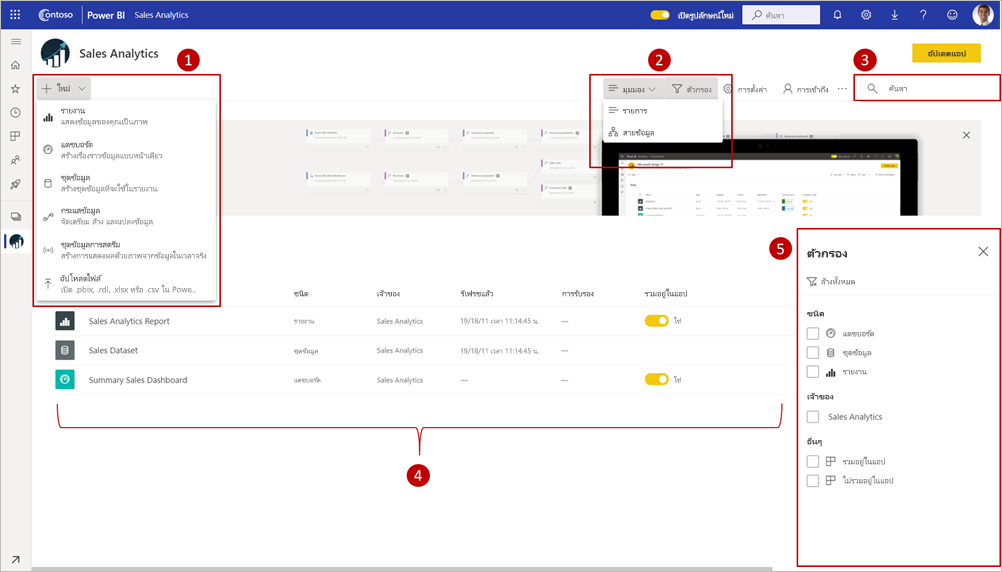 Contoso Power BI Sales Analytics เปิดรูปลักษณ์ใหม่ ค้นหา
Sales Analytics
อัปเดตแอป
1
2
3
ใหม่
มุมมอง ตัวกรอง การตั้งค่า การเข้าถึง ค้นหา
รายงาน
แสดงข้อมูลของคุณเป็นภาพ
แดชบอร์ด
สร้างเรื่องราวข้อมูลแบบหน้าเดียว
ชุดข้อมูล
สร้างชุดข้อมูลที่จะใช้ในรายงาน
กระแสข้อมูล
จัดเตรียม ล้าง และแปลงข้อมูล
ชุดข้อมูลการสตรีม
สร้างการแสดงผลด้วยภาพจากข้อมูลในเวลาจริง
อัปโหลดไฟล์
เปิด .pbix, .rdl, .xlsx หรือ .csv ใน Powe...
รายการ
สายข้อมูล
ชนิด เจ้าของ รีเฟรชแล้ว การรับรอง รวมอยู่ในแอป
Sales Analytics Report รายงาน Sales Analytics 19/18/11 เวลา 11:14:45 น. — ใช่
Sales Dataset ชุดข้อมูล Sales Analytics 19/18/11 เวลา 11:14:45 น. —
Summary Sales Dashboard แดชบอร์ด Sales Analytics — — ใช่
4
5
ตัวกรอง
ล้างทั้งหมด
ชนิด
แดชบอร์ด
ชุดข้อมูล
รายงาน
เจ้าของ
Sales Analytics
อื่นๆ
รวมอยู่ในแอป
ไม่รวมอยู่ในแอป